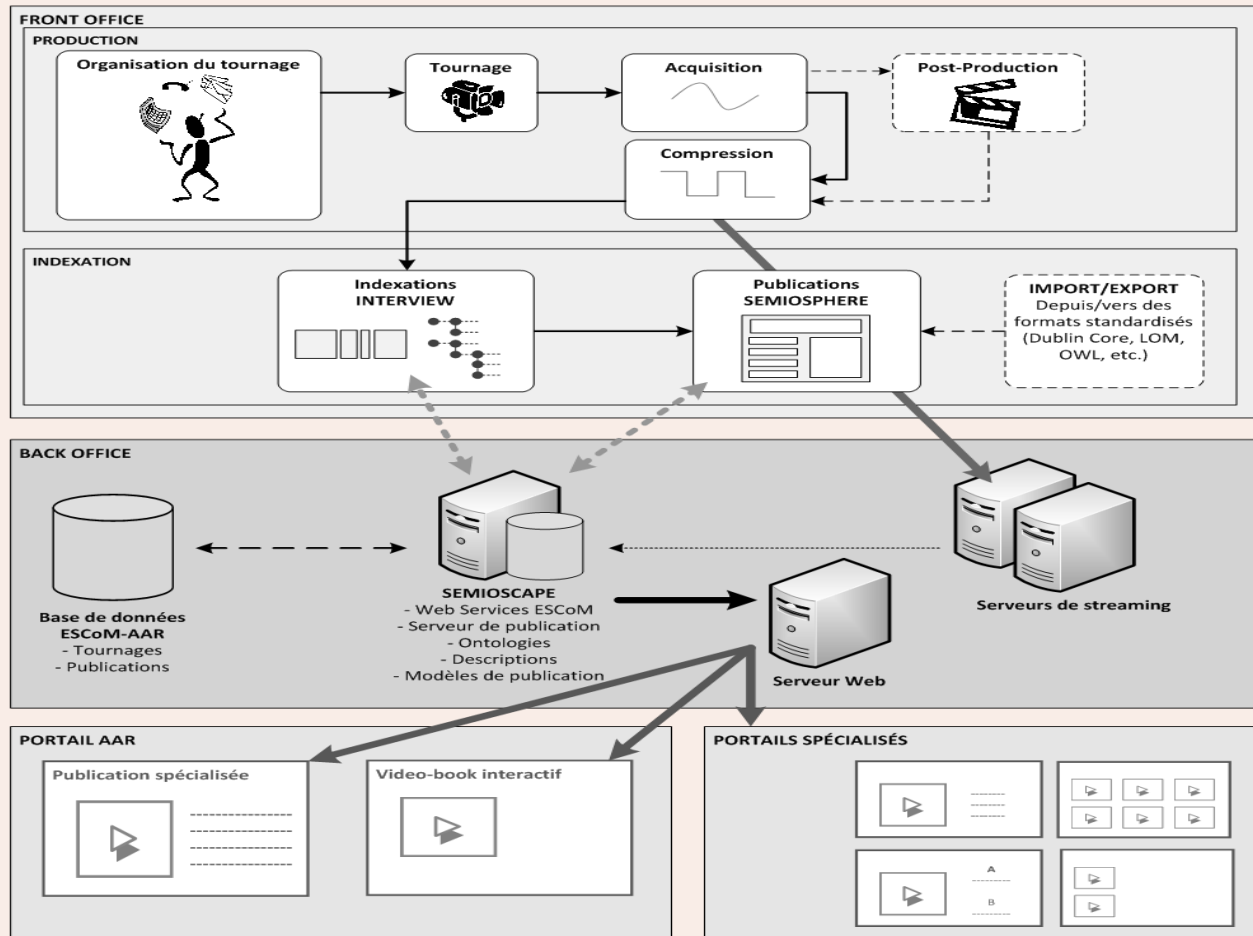 FRONT OFFICE
PRODUCTION
Organisation du tournage
Tournage
Acquisition
Post-Production
Compression
INDEXATION
Indexations
INTERVIEW
Publications
SEMIOSPHERE
IMPORT/EXPORT
Depuis/vers des
formats standardisés
(Dublin Core, LOM,
OWL, etc.)
BACK OFFICE
Base de données
ESCoM-AAR
- Tournages
- Publications
SEMIOSCAPE
- Web Services ESCoM
- Serveur de publication
- Ontologies
- Descriptions
- Modèles de publication
Serveur Web
Serveurs de streaming
PORTAIL AAR
Publication spécialisée
Video-book interactif
PORTAILS SPÉCIALISÉS
A
B